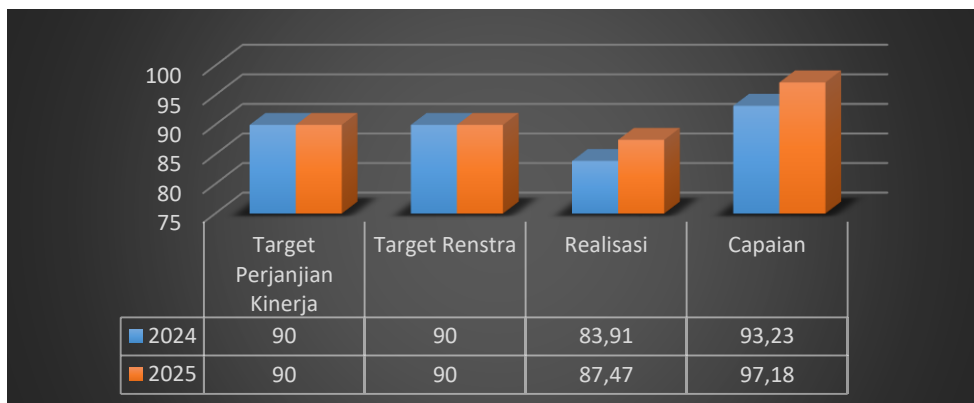 100
95
90
85
80
75
Target Perjanjian Kinerja
Target Renstra
Realisasi
Capaian
2024 90 90 83,91 93,23
2025 90 90 87,47 97,18